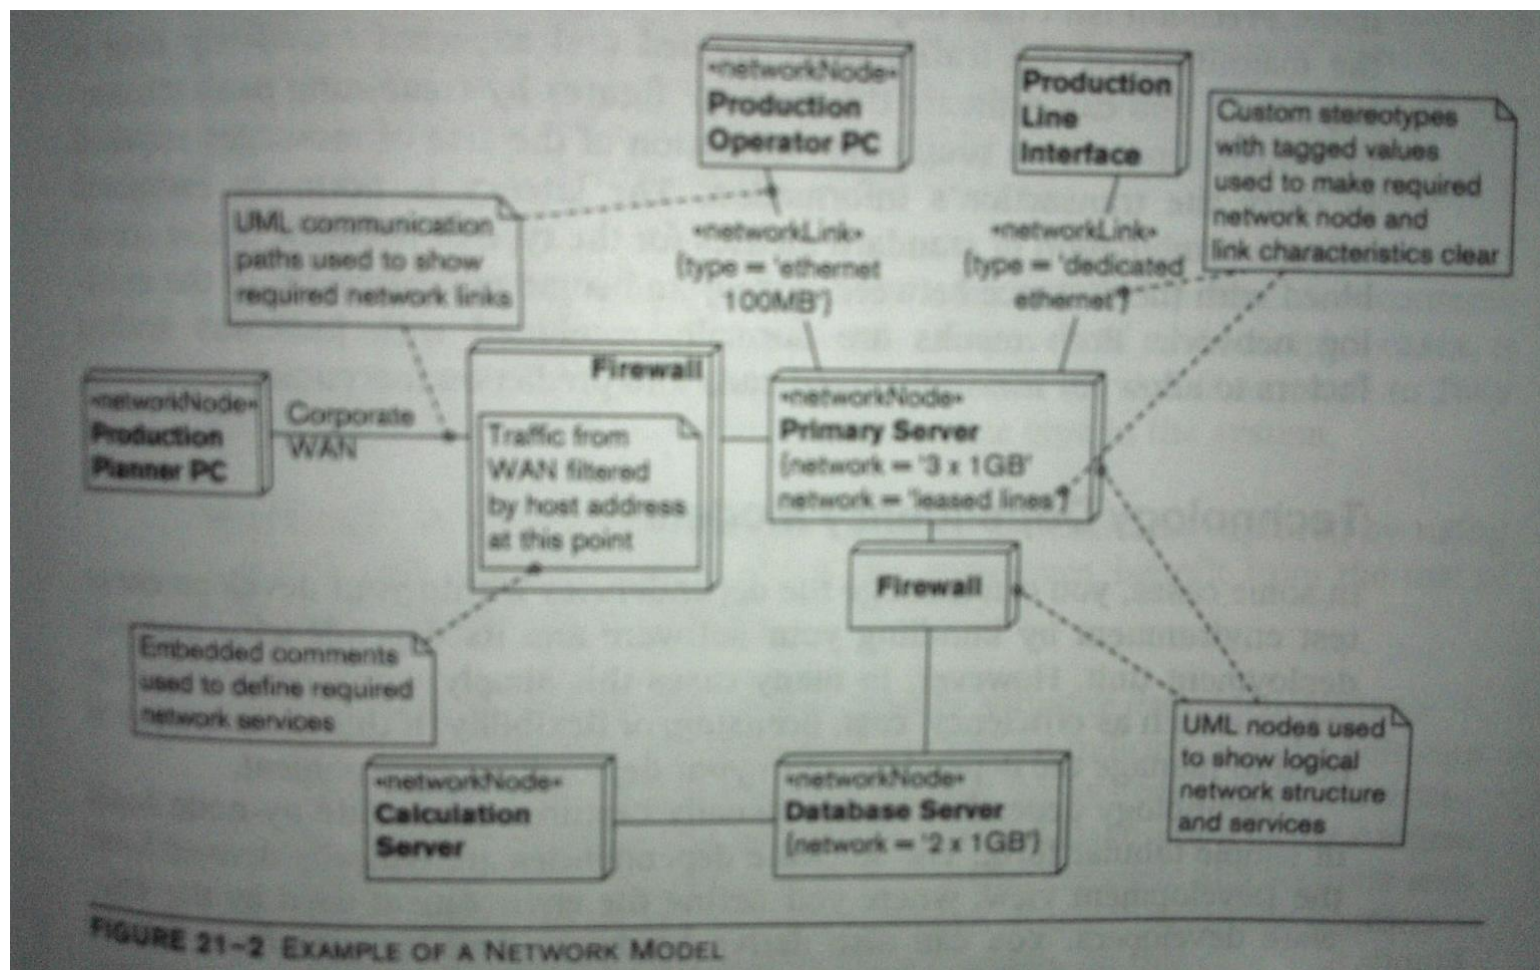 «networkNode»
Production
Operator PC
Production
Line
Interface
Custom stereotypes
with tagged values
used to make required
network node and
link characteristics clear
UML communication
paths used to show
required network links
«networkLink»
{type = 'ethernet
100MB'}
«networkLink»
{type = 'dedicated
ethernet'}
«networkNode»
Production
Planner PC
Corporate
WAN
Firewall
Traffic from
WAN filtered
by host address
at this point
«networkNode»
Primary Server
{network = '3 x 1GB'
network = 'leased lines'}
Firewall
Embedded comments
used to define required
network services
UML nodes used
to show logical
network structure
and services
«networkNode»
Calculation
Server
«networkNode»
Database Server
{network = '2 x 1GB'}
FIGURE 21–2 EXAMPLE OF A NETWORK MODEL